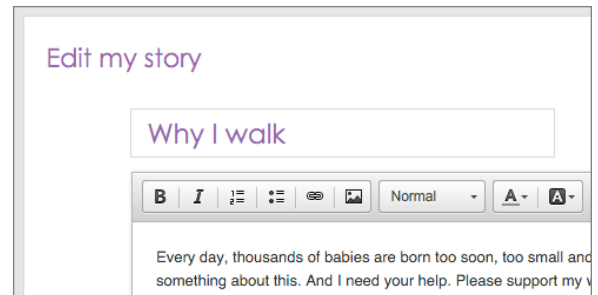 Edit my story
Why I walk
B I Normal A A
Every day, thousands of babies are born too soon, too small and
something about this. And I need your help. Please support my